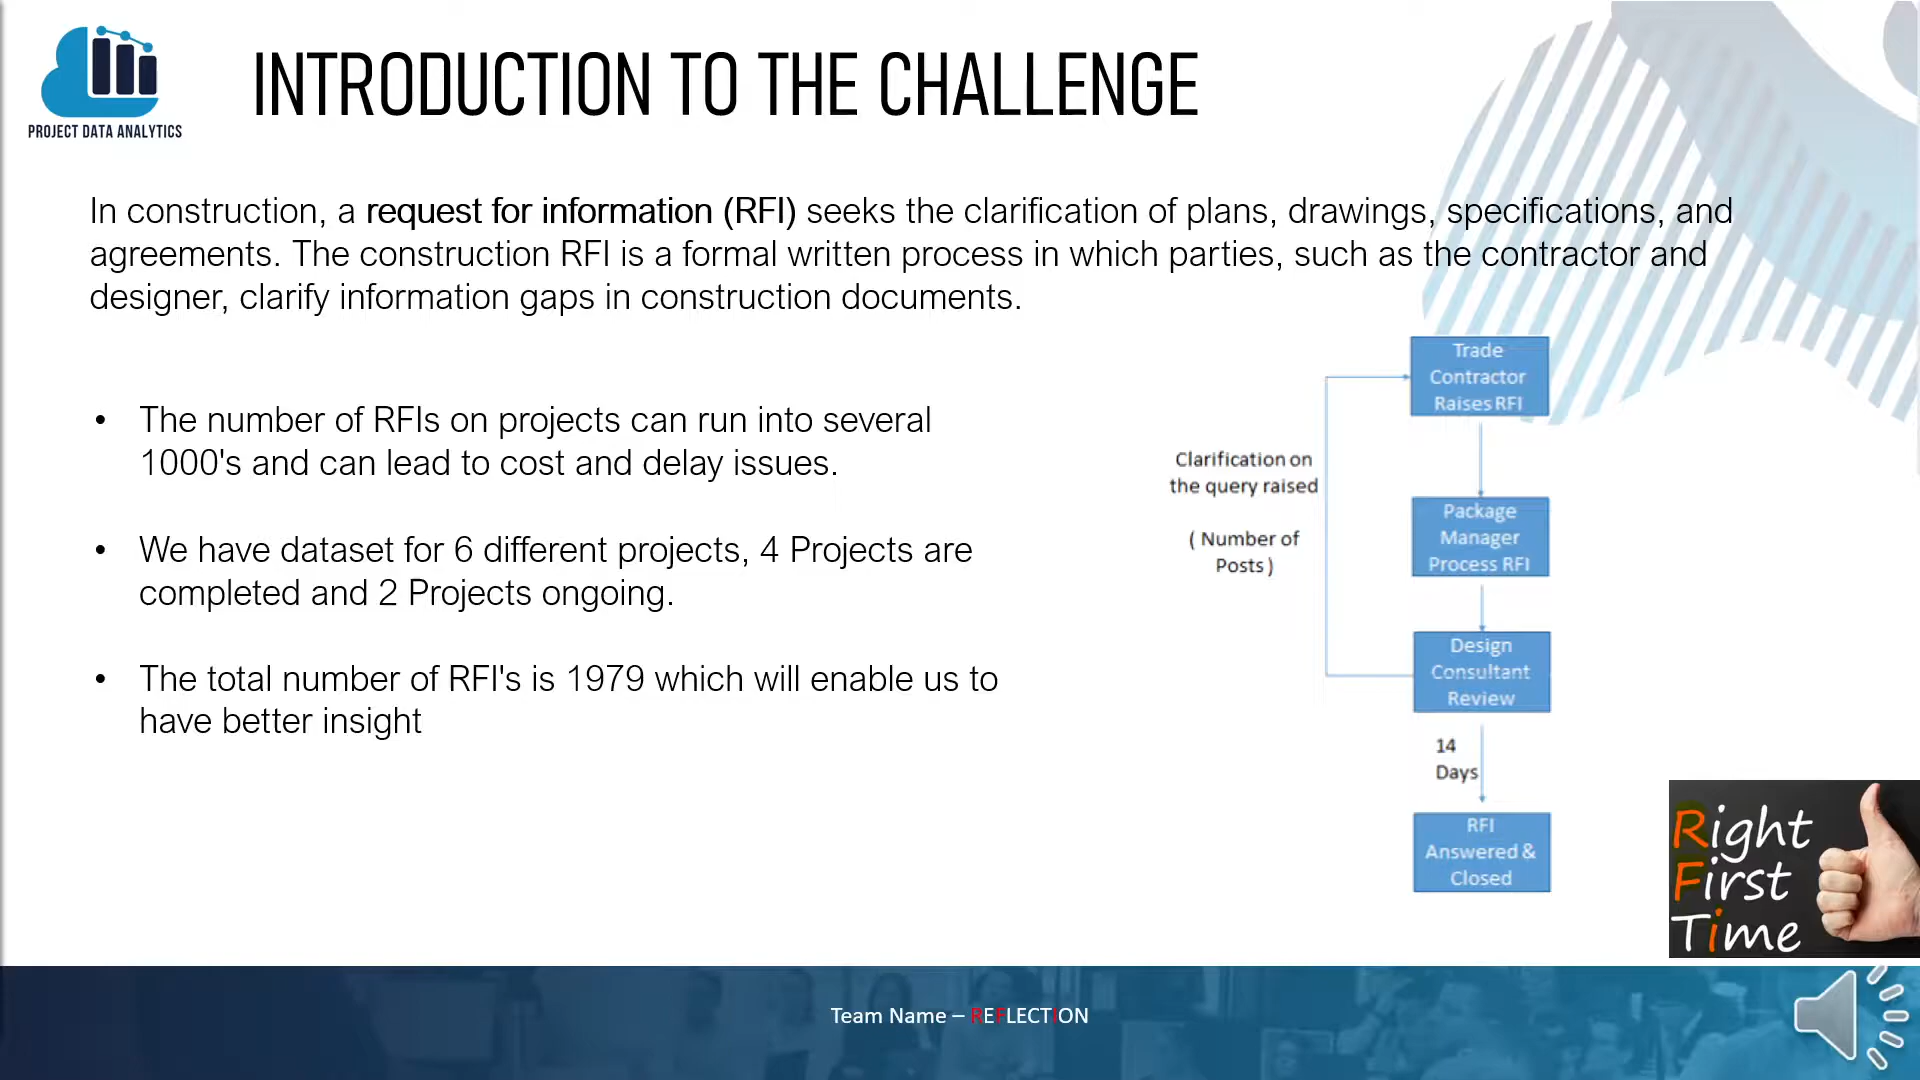 PROJECT DATA ANALYTICS
INTRODUCTION TO THE CHALLENGE
In construction, a request for information (RFI) seeks the clarification of plans, drawings, specifications, and
agreements. The construction RFI is a formal written process in which parties, such as the contractor and
designer, clarify information gaps in construction documents.
• The number of RFIs on projects can run into several
1000's and can lead to cost and delay issues.
• We have dataset for 6 different projects, 4 Projects are
completed and 2 Projects ongoing.
• The total number of RFI's is 1979 which will enable us to
have better insight
Trade
Contractor
Raises RFI
Clarification on
the query raised
( Number of
Posts )
Package
Manager
Process RFI
Design
Consultant
Review
14
Days
RFI
Answered &
Closed
Right
First
Time
Team Name – REFLECTION